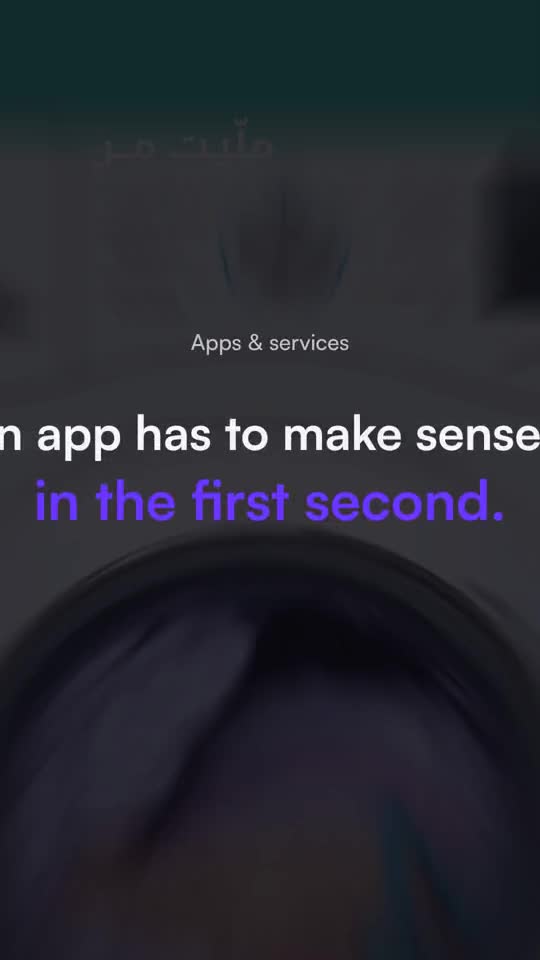 Apps & services
n app has to make sense
in the first second.